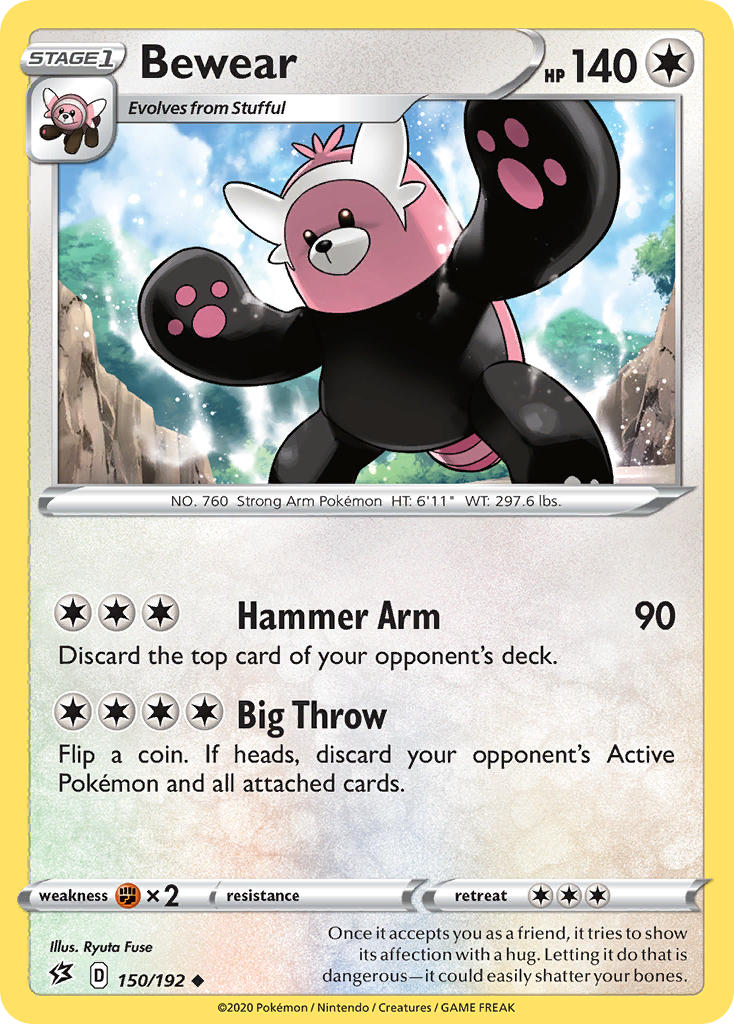 STAGE 1
Bewear
HP 140
Evolves from Stufful
NO. 760 Strong Arm Pokémon HT: 6'11" WT: 297.6 lbs.
Hammer Arm 90
Discard the top card of your opponent's deck.
Big Throw
Flip a coin. If heads, discard your opponent's Active
Pokémon and all attached cards.
weakness ×2 resistance retreat
Illus. Ryuta Fuse
D 150/192
Once it accepts you as a friend, it tries to show
its affection with a hug. Letting it do that is
dangerous—it could easily shatter your bones.
©2020 Pokémon / Nintendo / Creatures / GAME FREAK